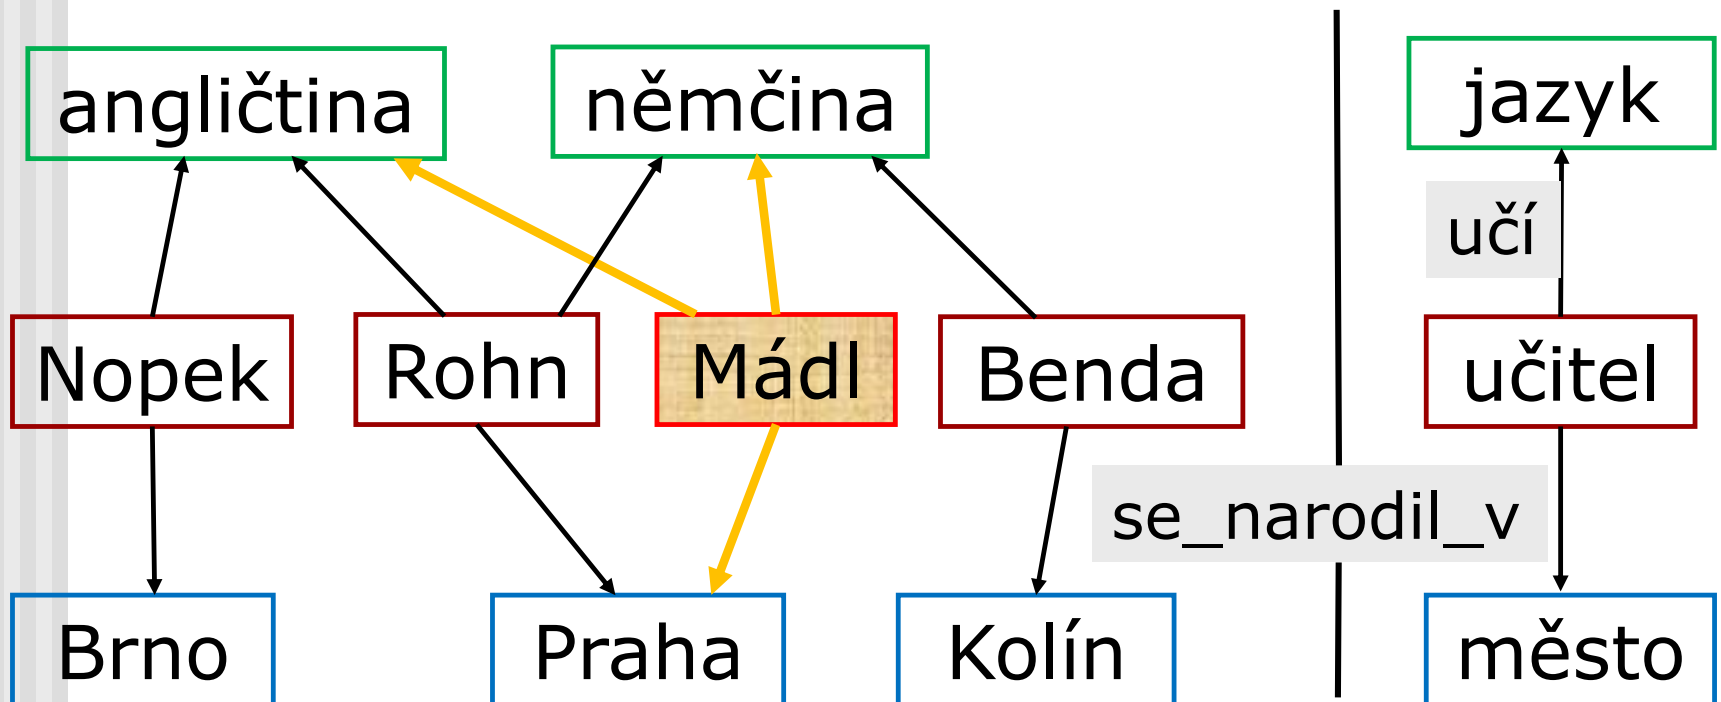 angličtina němčina jazyk
učí
Nopek Rohn Mádl Benda učitel
se_narodil_v
Brno Praha Kolín město